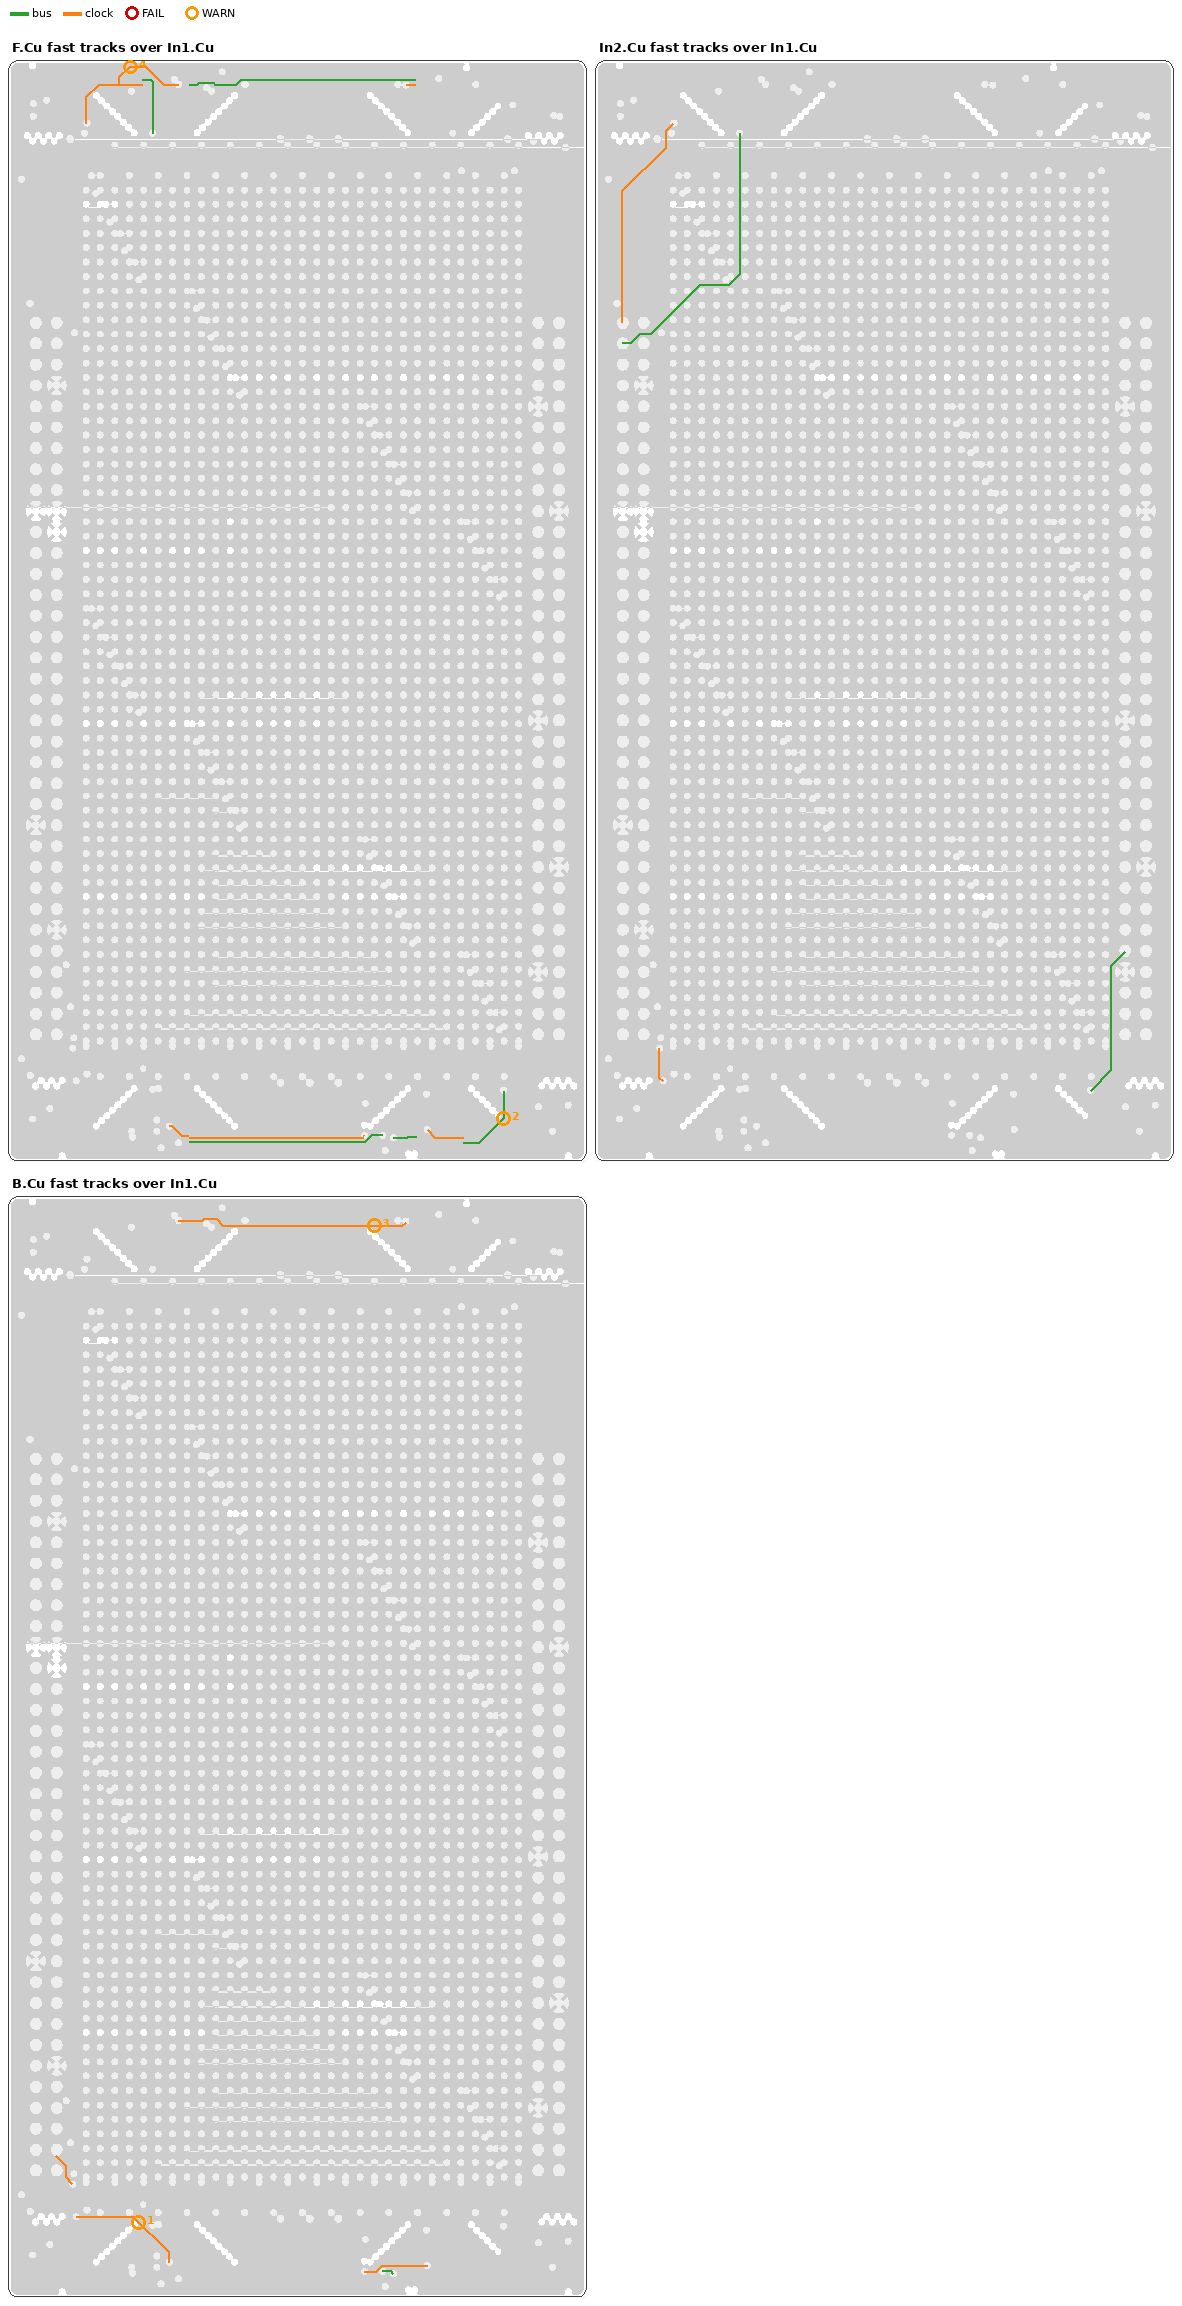 bus clock FAIL WARN
F.Cu fast tracks over In1.Cu
In2.Cu fast tracks over In1.Cu
4
2
B.Cu fast tracks over In1.Cu
3
1